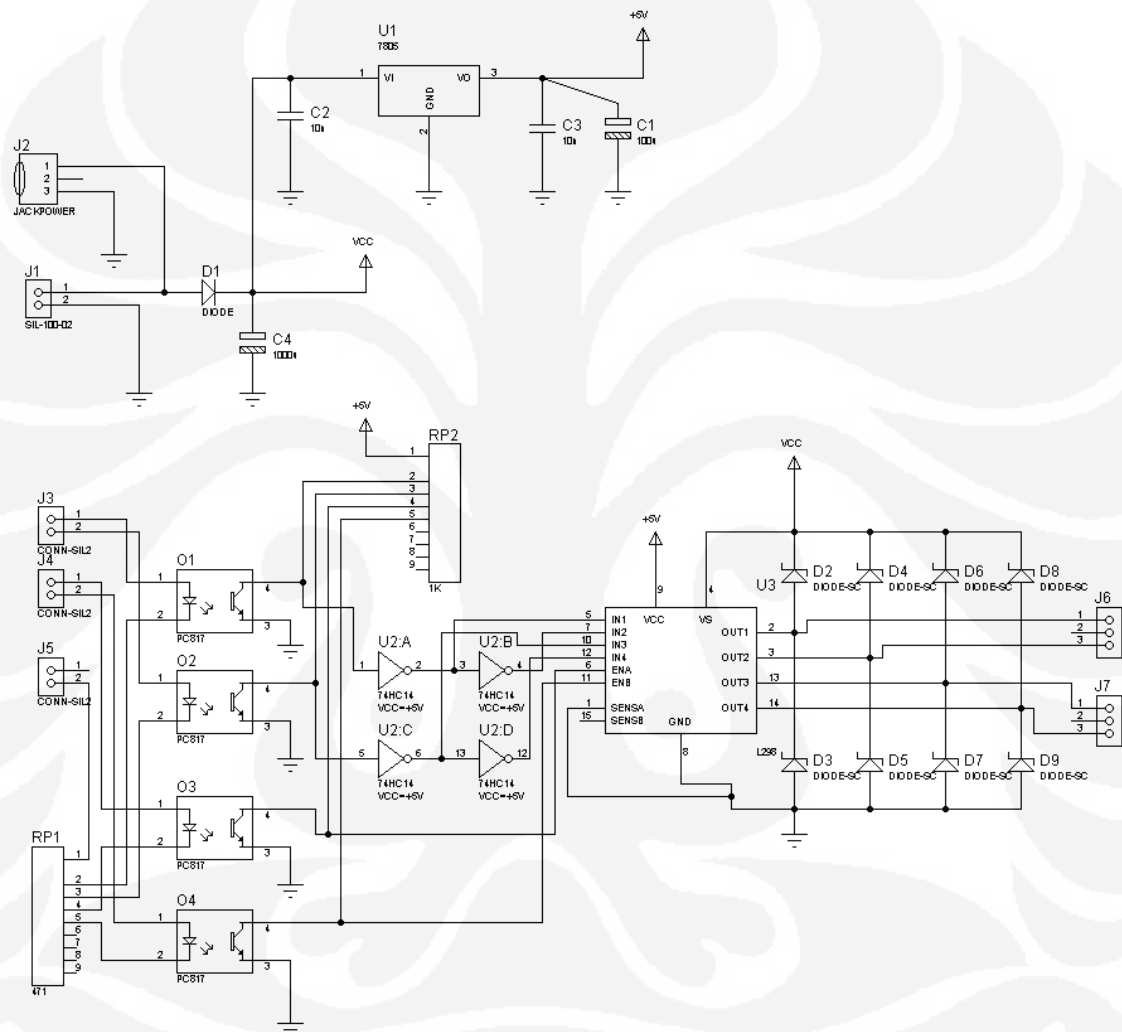 +5V
U1
7805
1 VI VO 3
GND
2
C2
10n
C3
10n
C1
100u
J2
1
2
3
JACKPOWER
VCC
J1
1
2
SIL-100-02
D1
DIODE
C4
1000u
+5V
RP2
1
2
3
4
5
6
7
8
9
1K
J3
1
2
CONN-SIL2
J4
1
2
CONN-SIL2
J5
1
2
CONN-SIL2
O1
1
2
4
3
PC817
O2
1
2
4
3
PC817
O3
1
2
4
3
PC817
O4
1
2
4
3
PC817
RP1
1
2
3
4
5
6
7
8
9
471
U2:A
1 2
74HC14
VCC=+5V
U2:B
3 4
74HC14
VCC=+5V
U2:C
5 6
74HC14
VCC=+5V
U2:D
13 12
74HC14
VCC=+5V
+5V
VCC
9
4
U3
5 IN1
7 IN2
10 IN3
12 IN4
6 ENA
11 ENB
1 SENSA
15 SENSB
VCC
VS
OUT1 2
OUT2 3
OUT3 13
OUT4 14
GND
8
L298
D2
DIODE-SC
D4
DIODE-SC
D6
DIODE-SC
D8
DIODE-SC
D3
DIODE-SC
D5
DIODE-SC
D7
DIODE-SC
D9
DIODE-SC
J6
1
2
3
J7
1
2
3